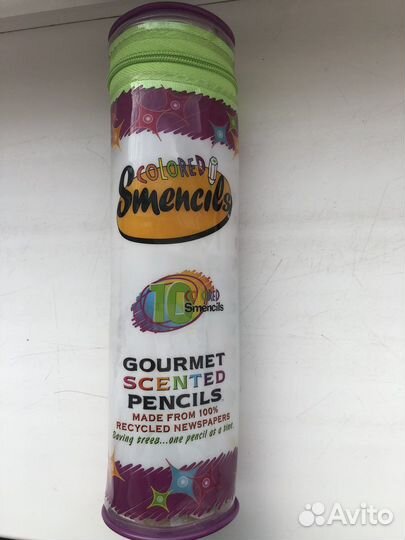 COLORED
Smencils
10 COLORED
Smencils
GOURMET
SCENTED
PENCILS
MADE FROM 100%
RECYCLED NEWSPAPERS
Saving trees...one pencil at a time.
Avito